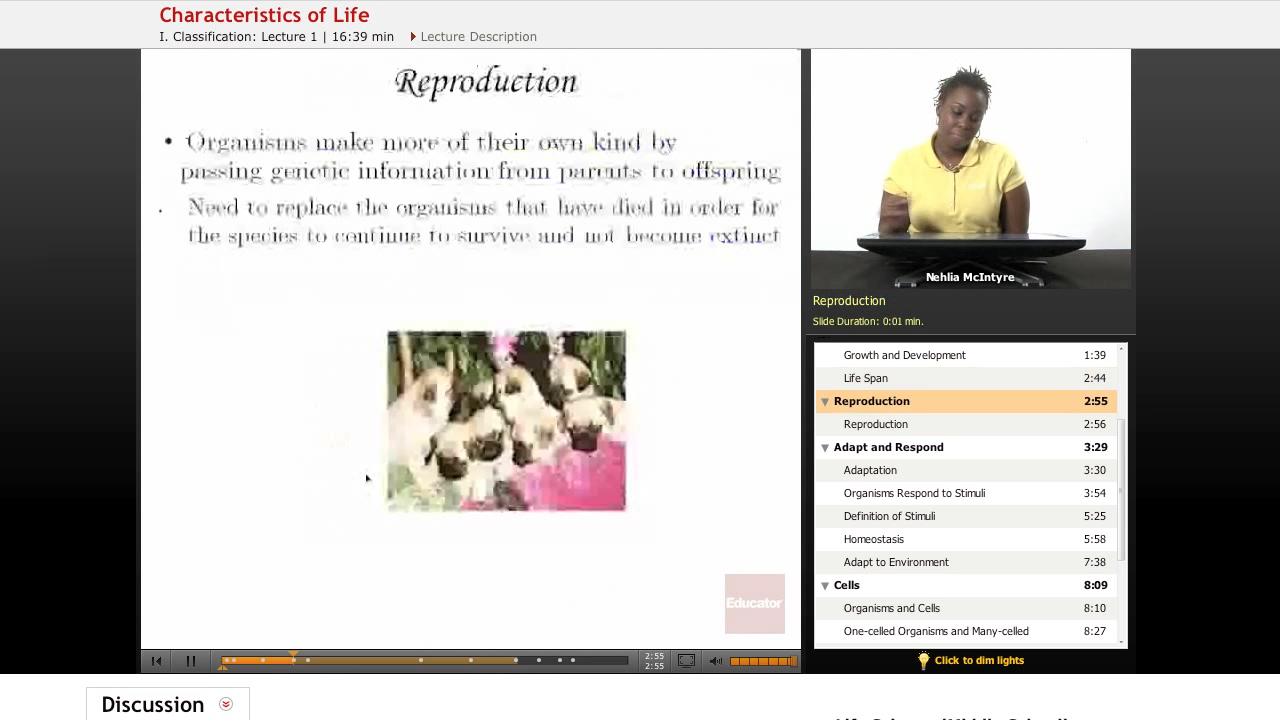 Characteristics of Life
I. Classification: Lecture 1 | 16:39 min
Lecture Description
Reproduction
• Organisms make more of their own kind by
passing genetic information from parents to offspring
· Need to replace the organisms that have died in order for
the species to continue to survive and not become extinct
Educator
2:55
2:55
Nehlia McIntyre
Reproduction
Slide Duration: 0:01 min.
Growth and Development 1:39
Life Span 2:44
Reproduction 2:55
Reproduction 2:56
Adapt and Respond 3:29
Adaptation 3:30
Organisms Respond to Stimuli 3:54
Definition of Stimuli 5:25
Homeostasis 5:58
Adapt to Environment 7:38
Cells 8:09
Organisms and Cells 8:10
One-celled Organisms and Many-celled 8:27
Click to dim lights
Discussion